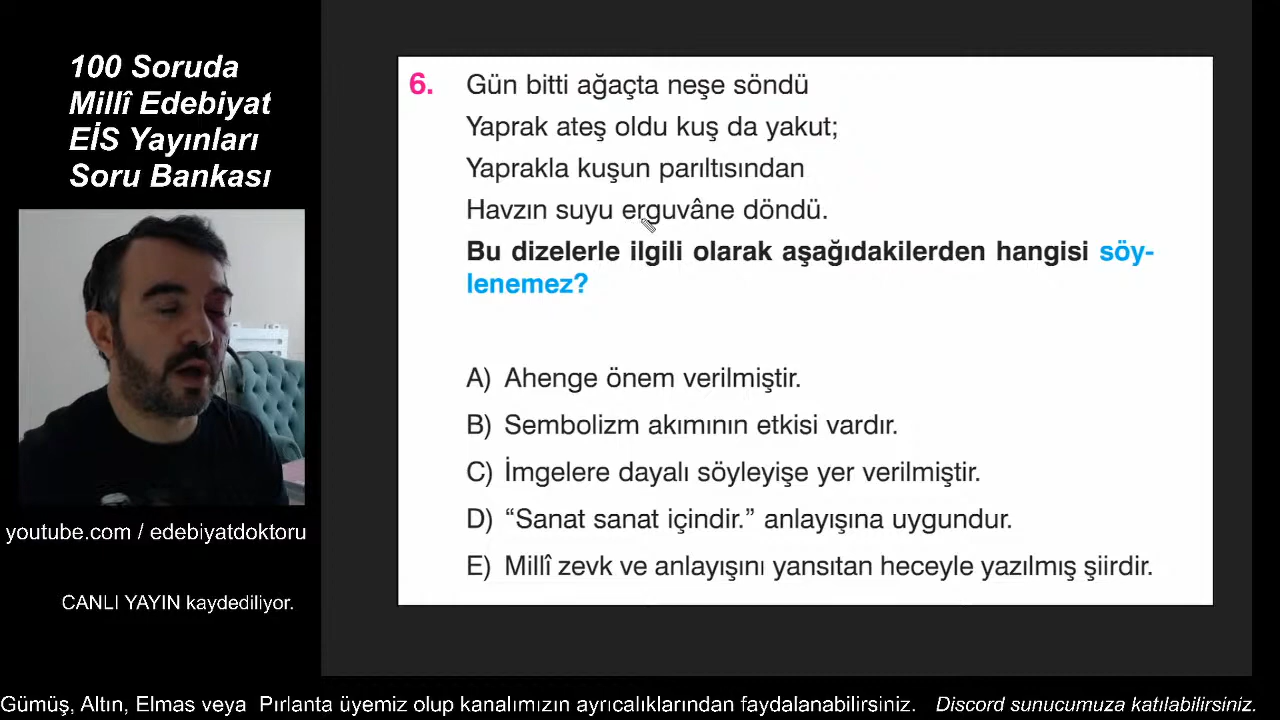 100 Soruda
Millî Edebiyat
EİS Yayınları
Soru Bankası
youtube.com / edebiyatdoktoru
CANLI YAYIN kaydediliyor.
6. Gün bitti ağaçta neşe söndü
Yaprak ateş oldu kuş da yakut;
Yaprakla kuşun parıltısından
Havzın suyu erguvâne döndü.
Bu dizelerle ilgili olarak aşağıdakilerden hangisi söy-
lenemez?
A) Ahenge önem verilmiştir.
B) Sembolizm akımının etkisi vardır.
C) İmgelere dayalı söyleyişe yer verilmiştir.
D) “Sanat sanat içindir.” anlayışına uygundur.
E) Millî zevk ve anlayışını yansıtan heceyle yazılmış şiirdir.
Gümüş, Altın, Elmas veya Pırlanta üyemiz olup kanalımızın ayrıcalıklarından faydalanabilirsiniz. Discord sunucumuza katılabilirsiniz.